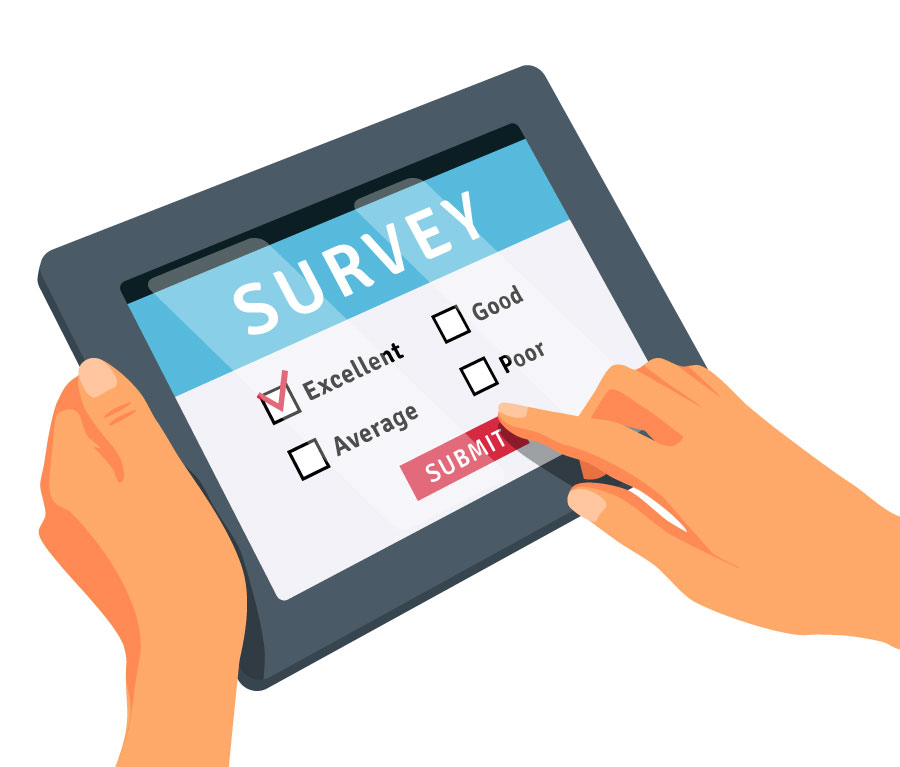 SURVEY
Excellent
Good
Average
Poor
SUBMIT